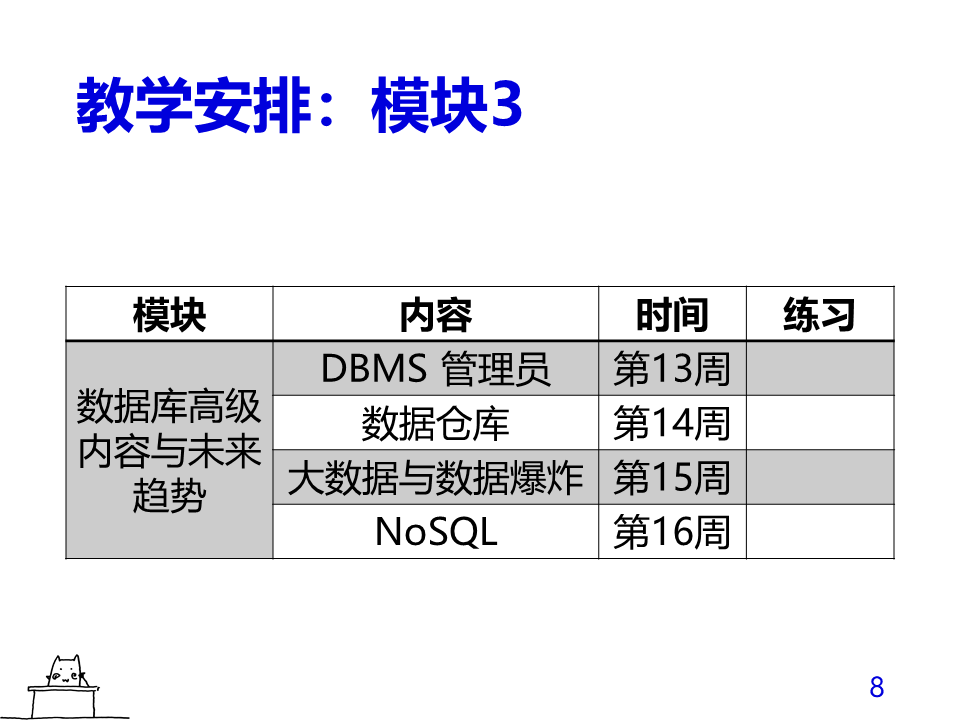 教学安排：模块3
模块 内容 时间 练习
数据库高级
内容与未来
趋势
DBMS 管理员 第13周
数据仓库 第14周
大数据与数据爆炸 第15周
NoSQL 第16周
8